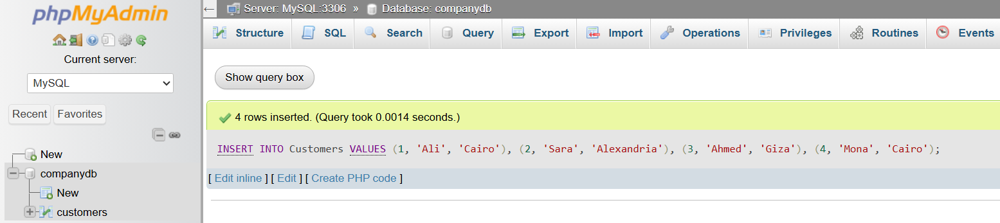 phpMyAdmin
Current server:
MySQL
Recent Favorites
New
companydb
New
customers
Server: MySQL:3306 » Database: companydb
Structure SQL Search Query Export Import Operations Privileges Routines Events
Show query box
4 rows inserted. (Query took 0.0014 seconds.)
INSERT INTO Customers VALUES (1, 'Ali', 'Cairo'), (2, 'Sara', 'Alexandria'), (3, 'Ahmed', 'Giza'), (4, 'Mona', 'Cairo');
[ Edit inline ] [ Edit ] [ Create PHP code ]